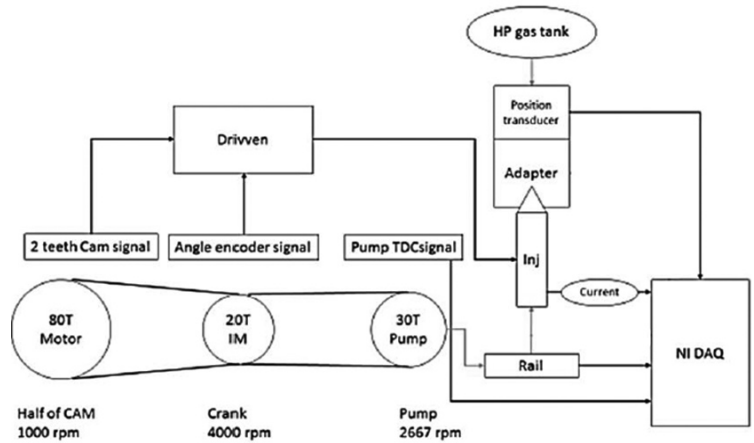 HP gas tank
Position
transducer
Drivven
Adapter
2 teeth Cam signal
Angle encoder signal
Pump TDCsignal
Inj
Current
80T
Motor
20T
IM
30T
Pump
Rail
NI DAQ
Half of CAM
1000 rpm
Crank
4000 rpm
Pump
2667 rpm